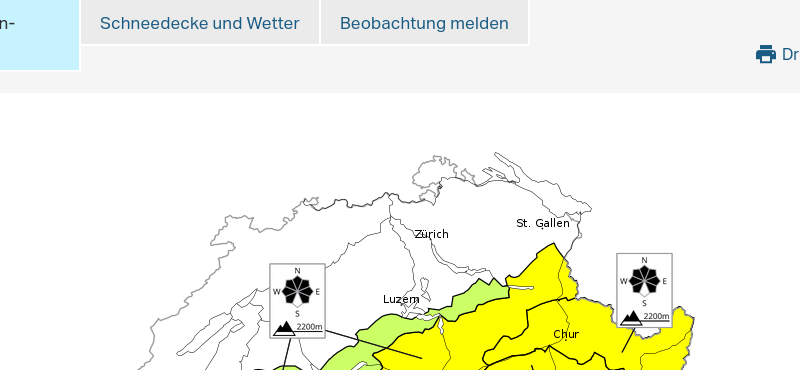 n-
Schneedecke und Wetter
Beobachtung melden
Dr
St. Gallen
Zürich
N
W E
S
2200m
N
W E
S
2200m
Luzern
Chur